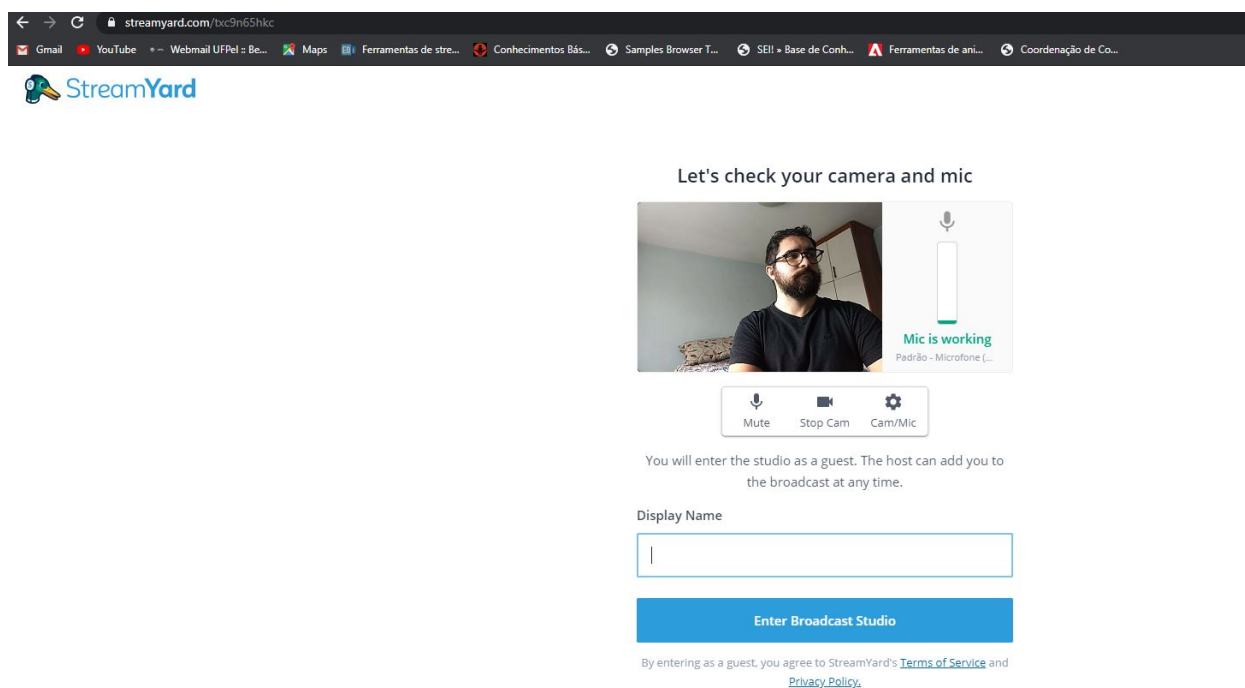 streamyard.com/txc9n65hkc
Gmail YouTube Webmail UFPel :: Be... Maps Ferramentas de stre... Conhecimentos Bás... Samples Browser T... SEI! » Base de Conh... Ferramentas de ani... Coordenação de Co...
StreamYard
Let's check your camera and mic
Mic is working
Padrão - Microfone (...
Mute Stop Cam Cam/Mic
You will enter the studio as a guest. The host can add you to
the broadcast at any time.
Display Name
Enter Broadcast Studio
By entering as a guest, you agree to StreamYard's Terms of Service and
Privacy Policy.